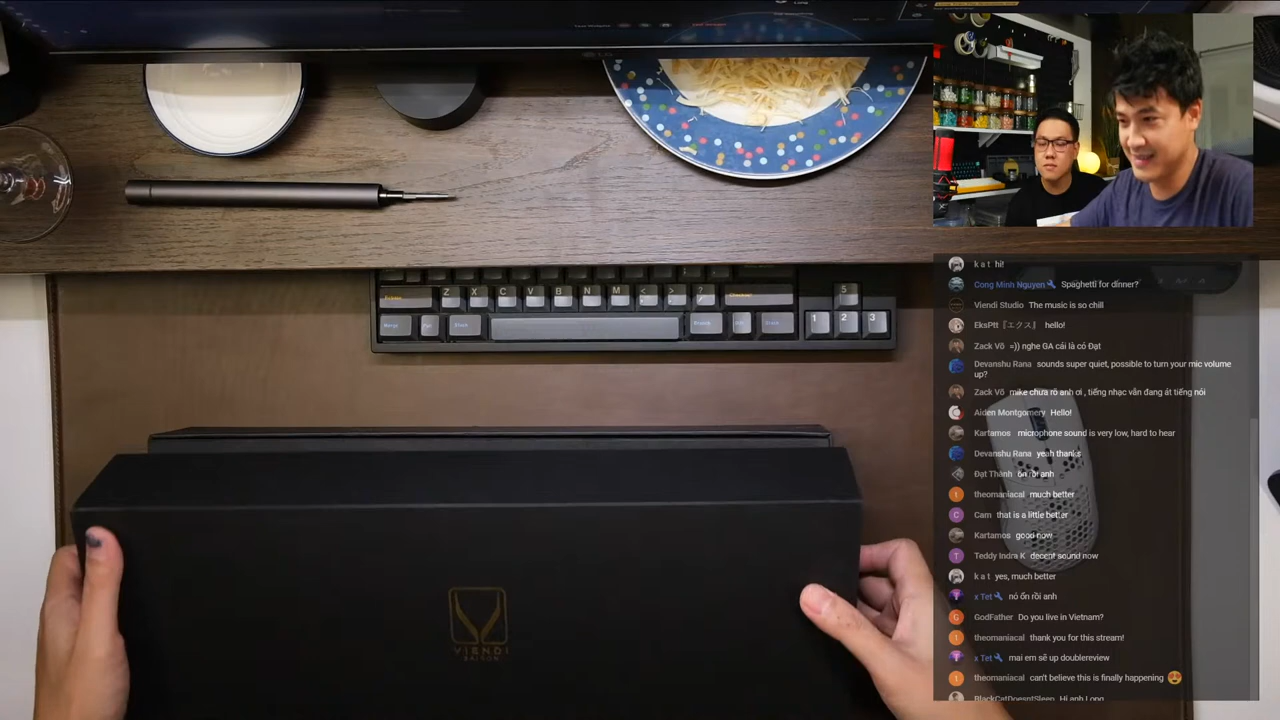 LG
Z X C V B N M < > ?
5
1 2 3
VIENDI
SAIGON
k a t hi!
Cong Minh Nguyen Spaghetti for dinner?
Viendi Studio The music is so chill
EksPtt『エクス』 hello!
Zack Võ =)) nghe GA cái là có Đạt
Devanshu Rana sounds super quiet, possible to turn your mic volume
up?
Zack Võ mike chưa rõ anh ơi , tiếng nhạc vẫn đang át tiếng nói
Aiden Montgomery Hello!
Kartamos microphone sound is very low, hard to hear
Devanshu Rana yeah thanks
Đạt Thành ổn rồi anh
t theomaniacal much better
C Cam that is a little better
Kartamos good now
T Teddy Indra K decent sound now
k a t yes, much better
x Tet nó ổn rồi anh
G GodFather Do you live in Vietnam?
t theomaniacal thank you for this stream!
x Tet mai em sẽ up doublereview
t theomaniacal can't believe this is finally happening 😍
BlackCatDoesntSleep Hi anh Long